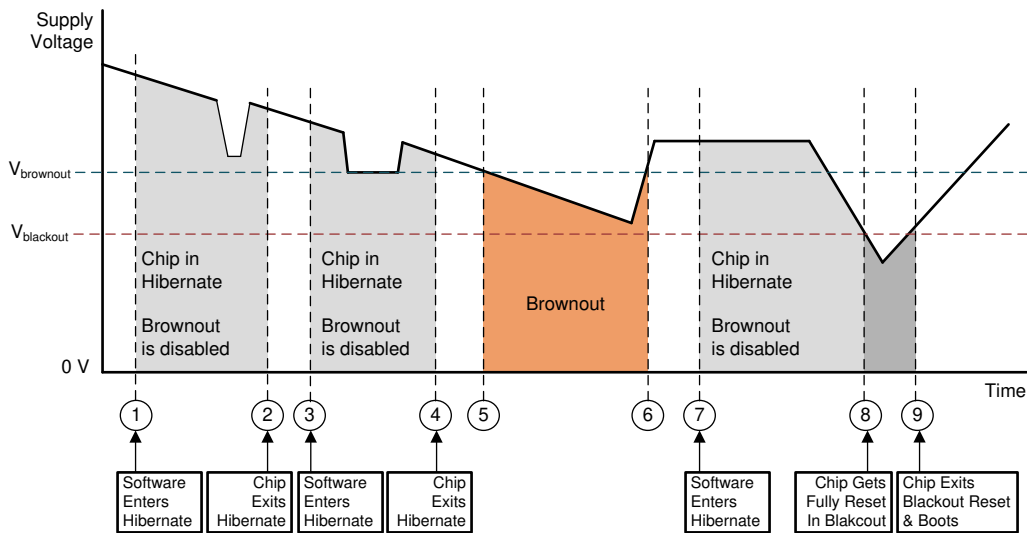 Supply
Voltage
Vbrownout
Vblackout
0 V
Chip in
Hibernate
Brownout
is disabled
Chip in
Hibernate
Brownout
is disabled
Brownout
Chip in
Hibernate
Brownout
is disabled
Time
1
2
3
4
5
6
7
8
9
Software
Enters
Hibernate
Chip
Exits
Hibernate
Software
Enters
Hibernate
Chip
Exits
Hibernate
Software
Enters
Hibernate
Chip Gets
Fully Reset
In Blakcout
Chip Exits
Blackout Reset
& Boots